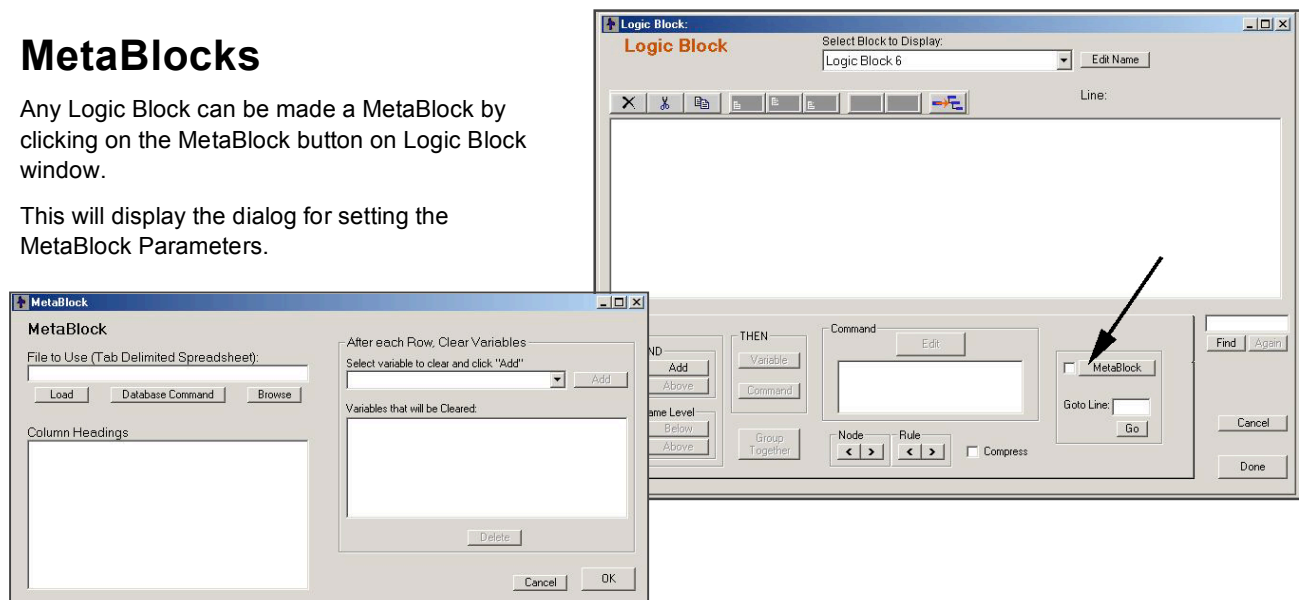 MetaBlocks
Any Logic Block can be made a MetaBlock by
clicking on the MetaBlock button on Logic Block
window.
This will display the dialog for setting the
MetaBlock Parameters.
Logic Block:
Logic Block
Select Block to Display:
Logic Block 6
Edit Name
Line:
ND
Add
Above
ame Level
Below
Above
THEN
Variable
Command
Group
Together
Command
Edit
Node
< >
Rule
< >
Compress
MetaBlock
Goto Line:
Go
Find Again
Cancel
Done
MetaBlock
MetaBlock
File to Use (Tab Delimited Spreadsheet):
Load Database Command Browse
Column Headings
After each Row, Clear Variables
Select variable to clear and click "Add"
Add
Variables that will be Cleared:
Delete
Cancel OK